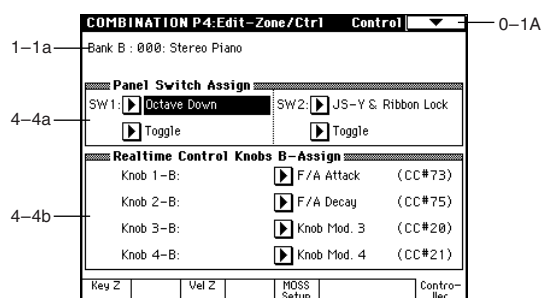 COMBINATION P4:Edit-Zone/Ctrl Control
0–1A
1–1a
Bank B : 000: Stereo Piano
Panel Switch Assign
4–4a
SW1: Octave Down SW2: JS-Y & Ribbon Lock
Toggle Toggle
Realtime Control Knobs B-Assign
4–4b
Knob 1-B: F/A Attack (CC#73)
Knob 2-B: F/A Decay (CC#75)
Knob 3-B: Knob Mod. 3 (CC#20)
Knob 4-B: Knob Mod. 4 (CC#21)
Key Z Vel Z MOSS Setup Contro-ller